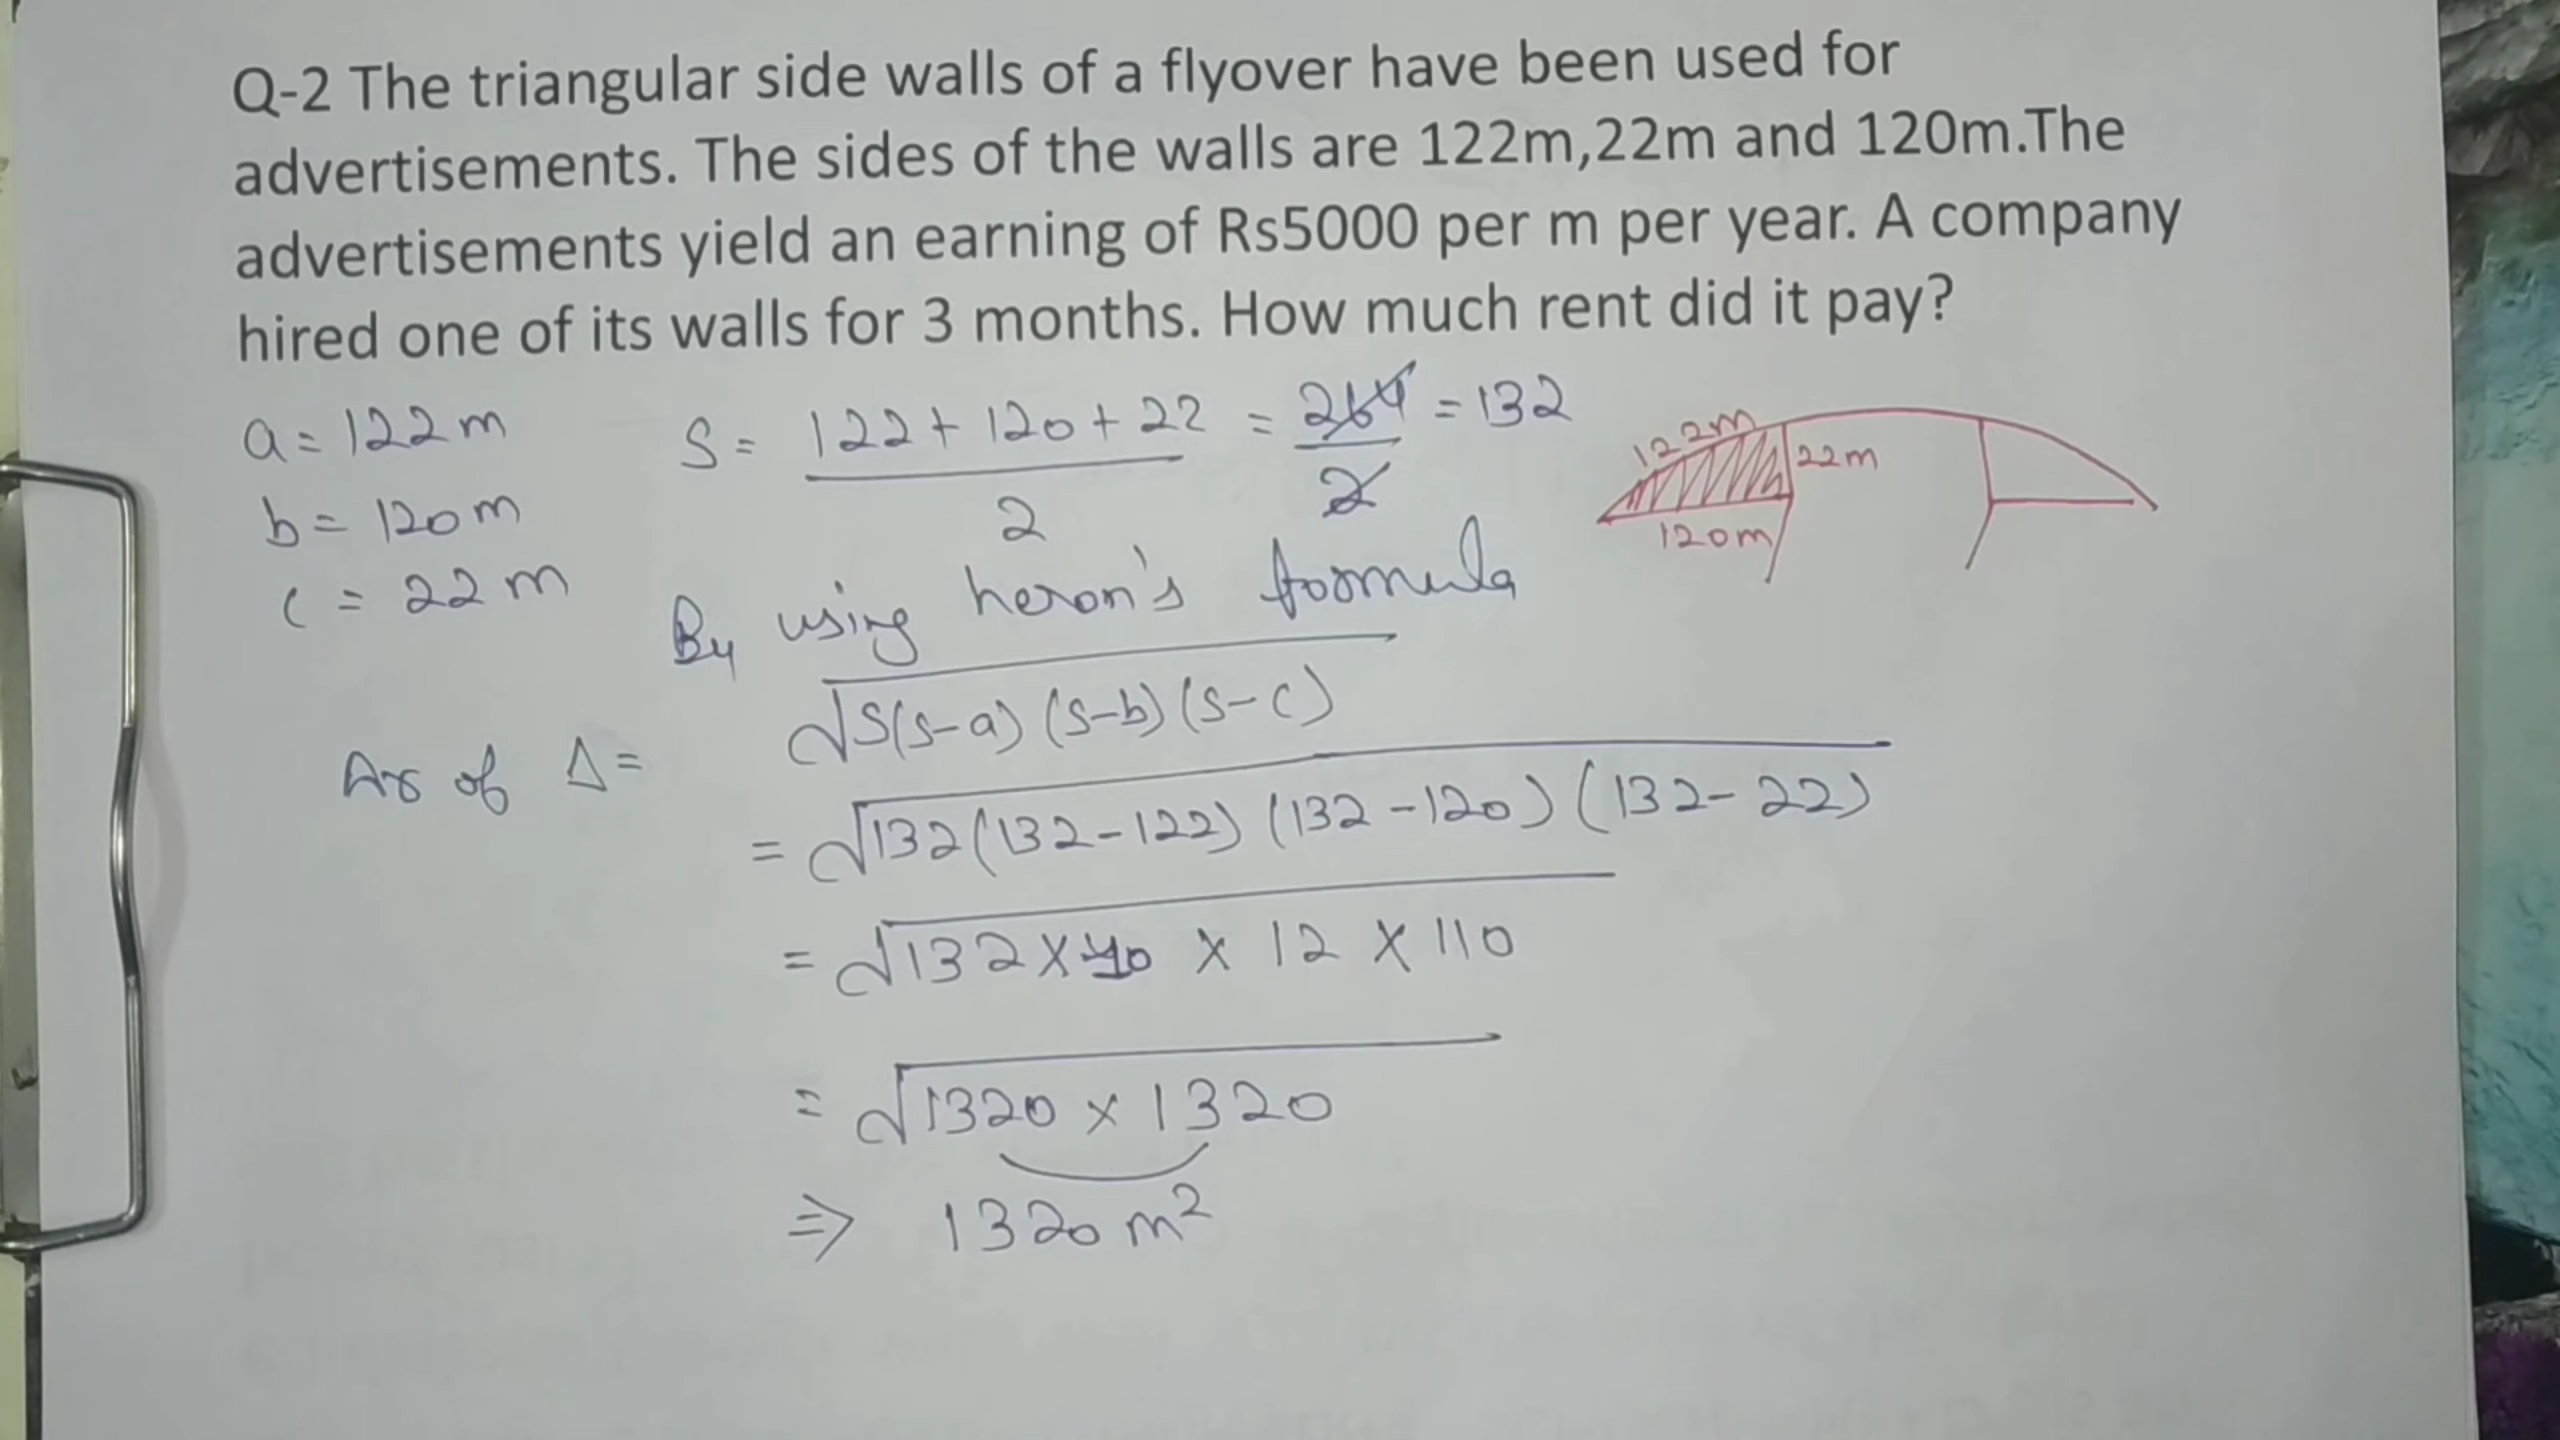 Q-2 The triangular side walls of a flyover have been used for
advertisements. The sides of the walls are 122m,22m and 120m.The
advertisements yield an earning of Rs5000 per m per year. A company
hired one of its walls for 3 months. How much rent did it pay?
a = 122 m
b = 120 m
c = 22 m
S = 122 + 120 + 22 / 2 = 264 / 2 = 132
122m
22m
120m
By using heron's formula
Ar of Δ = √S(s-a) (s-b) (s-c)
= √132 (132-122) (132-120) (132-22)
= √132 × 10 × 12 × 110
= √1320 × 1320
⇒ 1320 m²